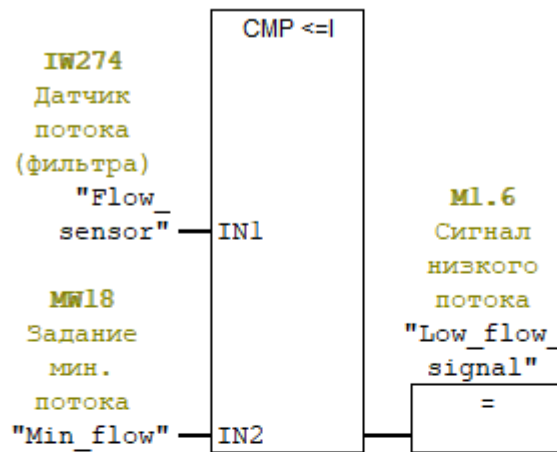 CMP <=I
IW274
Датчик
потока
(фильтра)
"Flow_
sensor"
IN1
MW18
Задание
мин.
потока
"Min_flow"
IN2
M1.6
Сигнал
низкого
потока
"Low_flow_
signal"
=